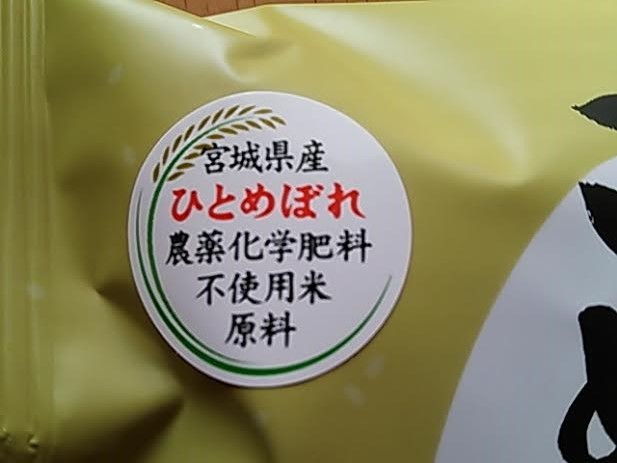 宮城県産
ひとめぼれ
農薬化学肥料
不使用米
原料